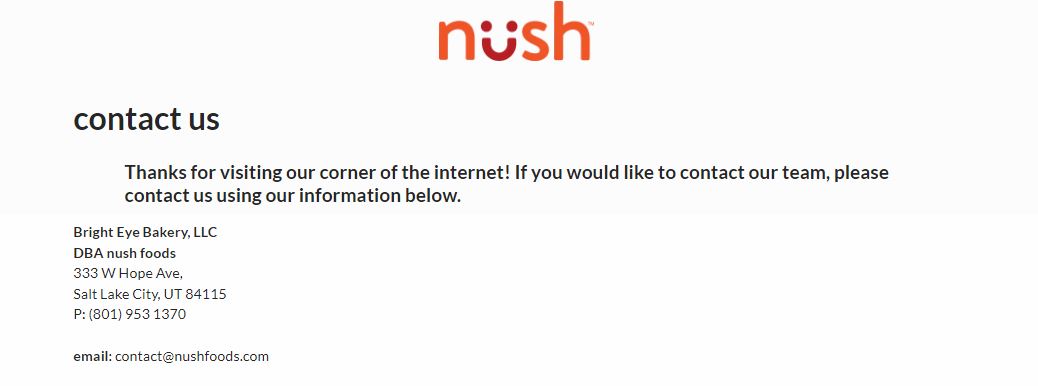 nüsh™
contact us
Thanks for visiting our corner of the internet! If you would like to contact our team, please
contact us using our information below.
Bright Eye Bakery, LLC
DBA nush foods
333 W Hope Ave,
Salt Lake City, UT 84115
P: (801) 953 1370
email: contact@nushfoods.com